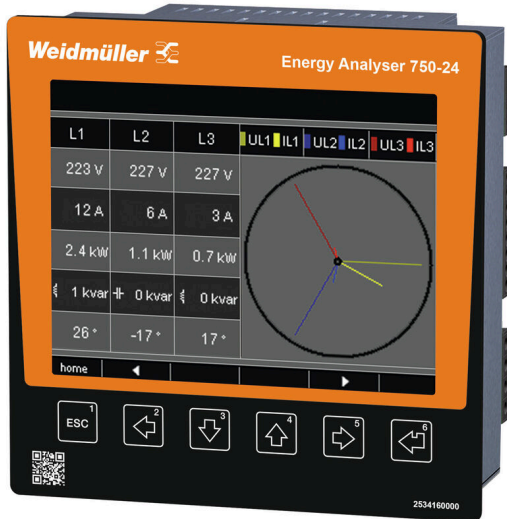 Weidmüller
Energy Analyser 750-24
L1 L2 L3 UL1 IL1 UL2 IL2 UL3 IL3
223 V 227 V 227 V
12 A 6 A 3 A
2.4 kW 1.1 kW 0.7 kW
1 kvar 0 kvar 0 kvar
26 ° -17 ° 17 °
home
ESC 1 2 3 4 5 6
2534160000